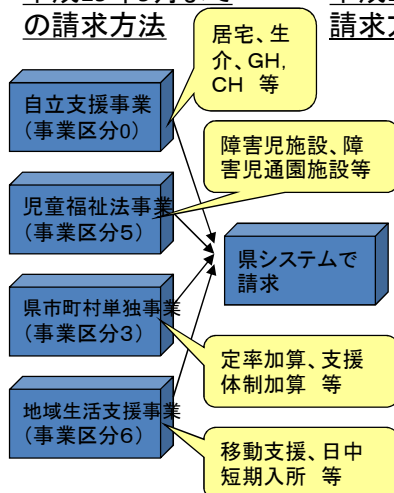 の請求方法
請求
居宅、生
介、GH,
CH 等
自立支援事業
(事業区分0)
障害児施設、障
害児通園施設等
児童福祉法事業
(事業区分5)
県システムで
請求
県市町村単独事業
(事業区分3)
定率加算、支援
体制加算 等
地域生活支援事業
(事業区分6)
移動支援、日中
短期入所 等